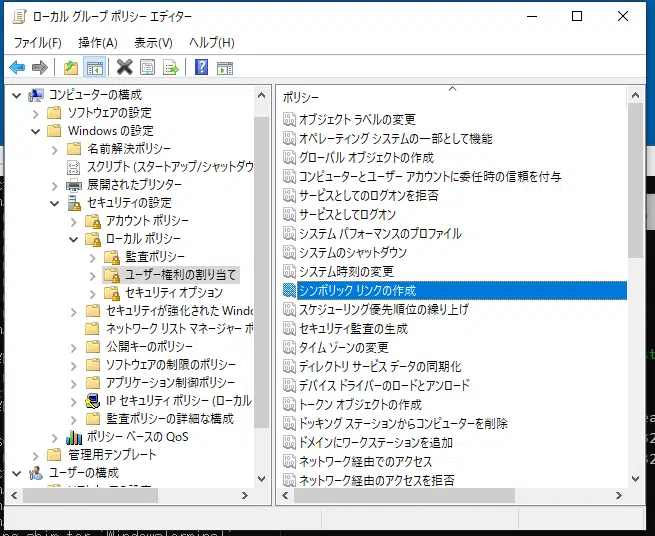 ローカル グループ ポリシー エディター
ファイル(F) 操作(A) 表示(V) ヘルプ(H)
コンピューターの構成
ソフトウェアの設定
Windows の設定
名前解決ポリシー
スクリプト (スタートアップ/シャットダウ
展開されたプリンター
セキュリティの設定
アカウント ポリシー
ローカル ポリシー
監査ポリシー
ユーザー権利の割り当て
セキュリティ オプション
セキュリティが強化された Windo
ネットワーク リスト マネージャー ポ
公開キーのポリシー
ソフトウェアの制限のポリシー
アプリケーション制御ポリシー
IP セキュリティ ポリシー (ローカル
監査ポリシーの詳細な構成
ポリシー ベースの QoS
管理用テンプレート
ユーザーの構成
ポリシー
オブジェクト ラベルの変更
オペレーティング システムの一部として機能
グローバル オブジェクトの作成
コンピューターとユーザー アカウントに委任時の信頼を付与
サービスとしてのログオンを拒否
サービスとしてログオン
システム パフォーマンスのプロファイル
システムのシャットダウン
システム時刻の変更
シンボリック リンクの作成
スケジューリング優先順位の繰り上げ
セキュリティ監査の生成
タイム ゾーンの変更
ディレクトリ サービス データの同期化
デバイス ドライバーのロードとアンロード
トークン オブジェクトの作成
ドッキング ステーションからコンピューターを削除
ドメインにワークステーションを追加
ネットワーク経由でのアクセス
ネットワーク経由のアクセスを拒否